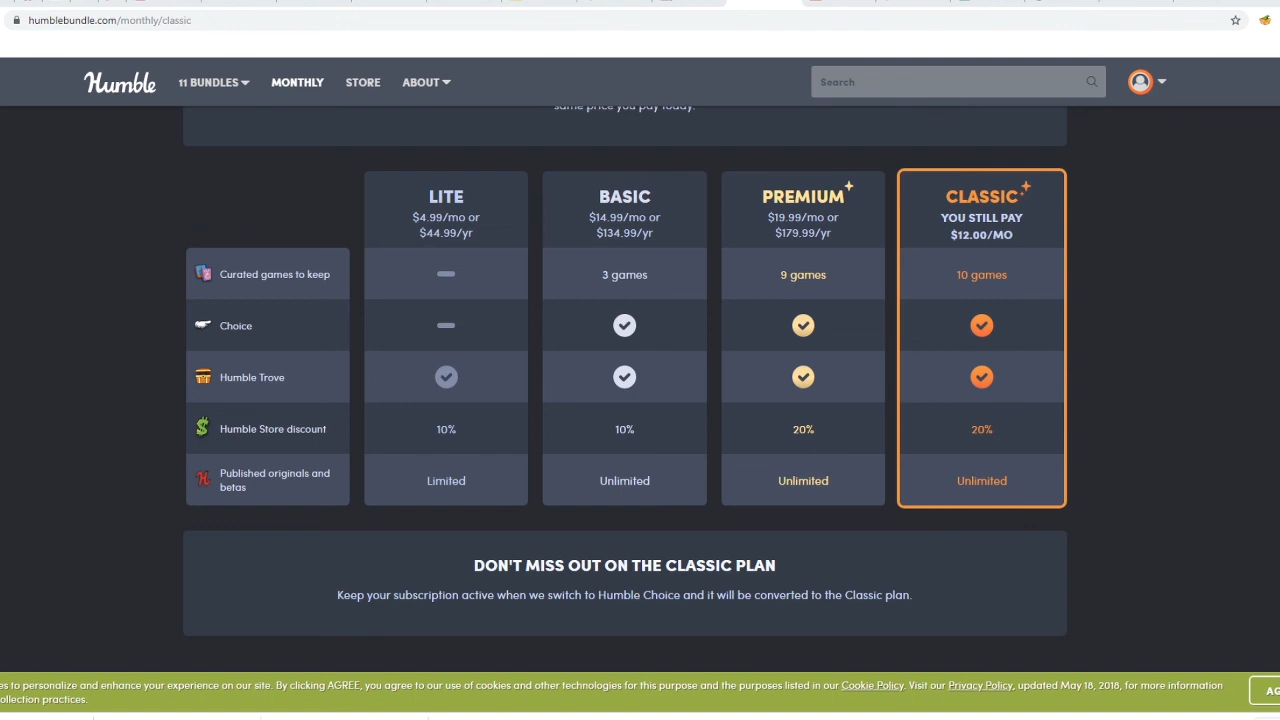 humblebundle.com/monthly/classic
Humble 11 BUNDLES MONTHLY STORE ABOUT Search
same price you pay today.
LITE BASIC PREMIUM CLASSIC
$4.99/mo or $14.99/mo or $19.99/mo or YOU STILL PAY
$44.99/yr $134.99/yr $179.99/yr $12.00/MO
Curated games to keep 3 games 9 games 10 games
Choice
Humble Trove
Humble Store discount 10% 10% 20% 20%
Published originals and
betas Limited Unlimited Unlimited Unlimited
DON'T MISS OUT ON THE CLASSIC PLAN
Keep your subscription active when we switch to Humble Choice and it will be converted to the Classic plan.
es to personalize and enhance your experience on our site. By clicking AGREE, you agree to our use of cookies and other technologies for this purpose and the purposes listed in our Cookie Policy. Visit our Privacy Policy, updated May 18, 2018, for more information
ollection practices. AG